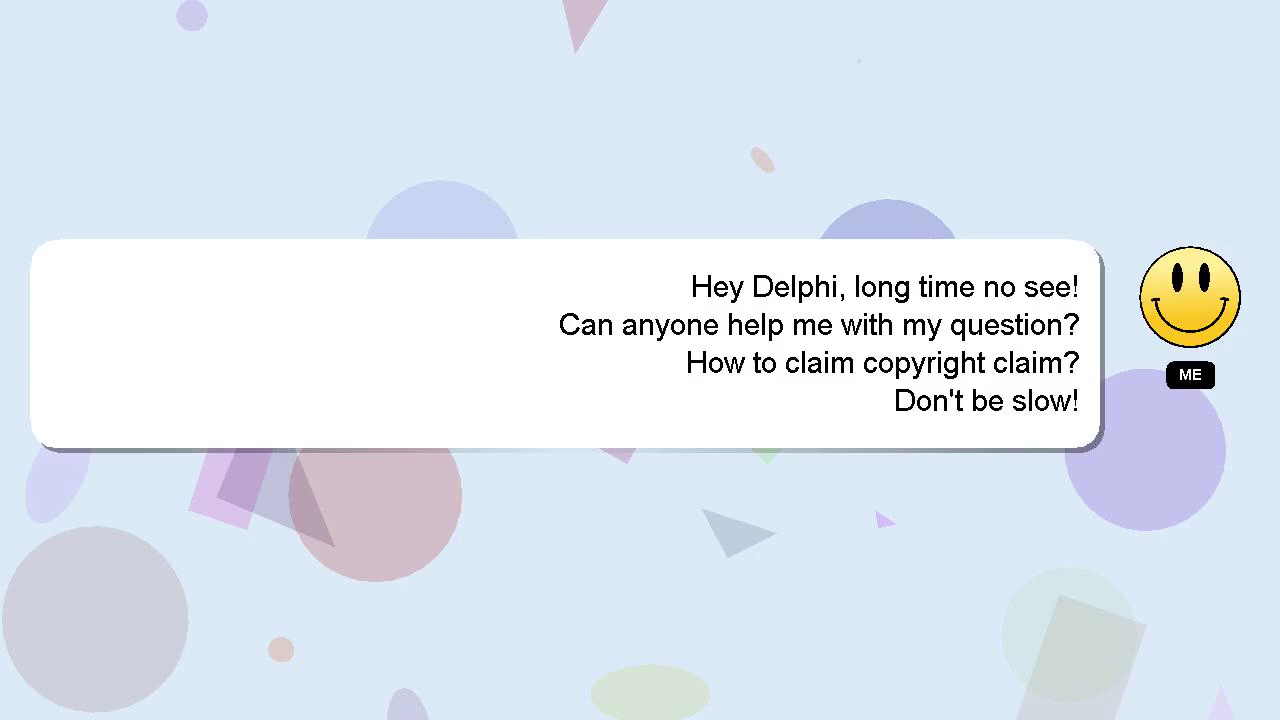 Hey Delphi, long time no see!
Can anyone help me with my question?
How to claim copyright claim?
Don't be slow!
ME